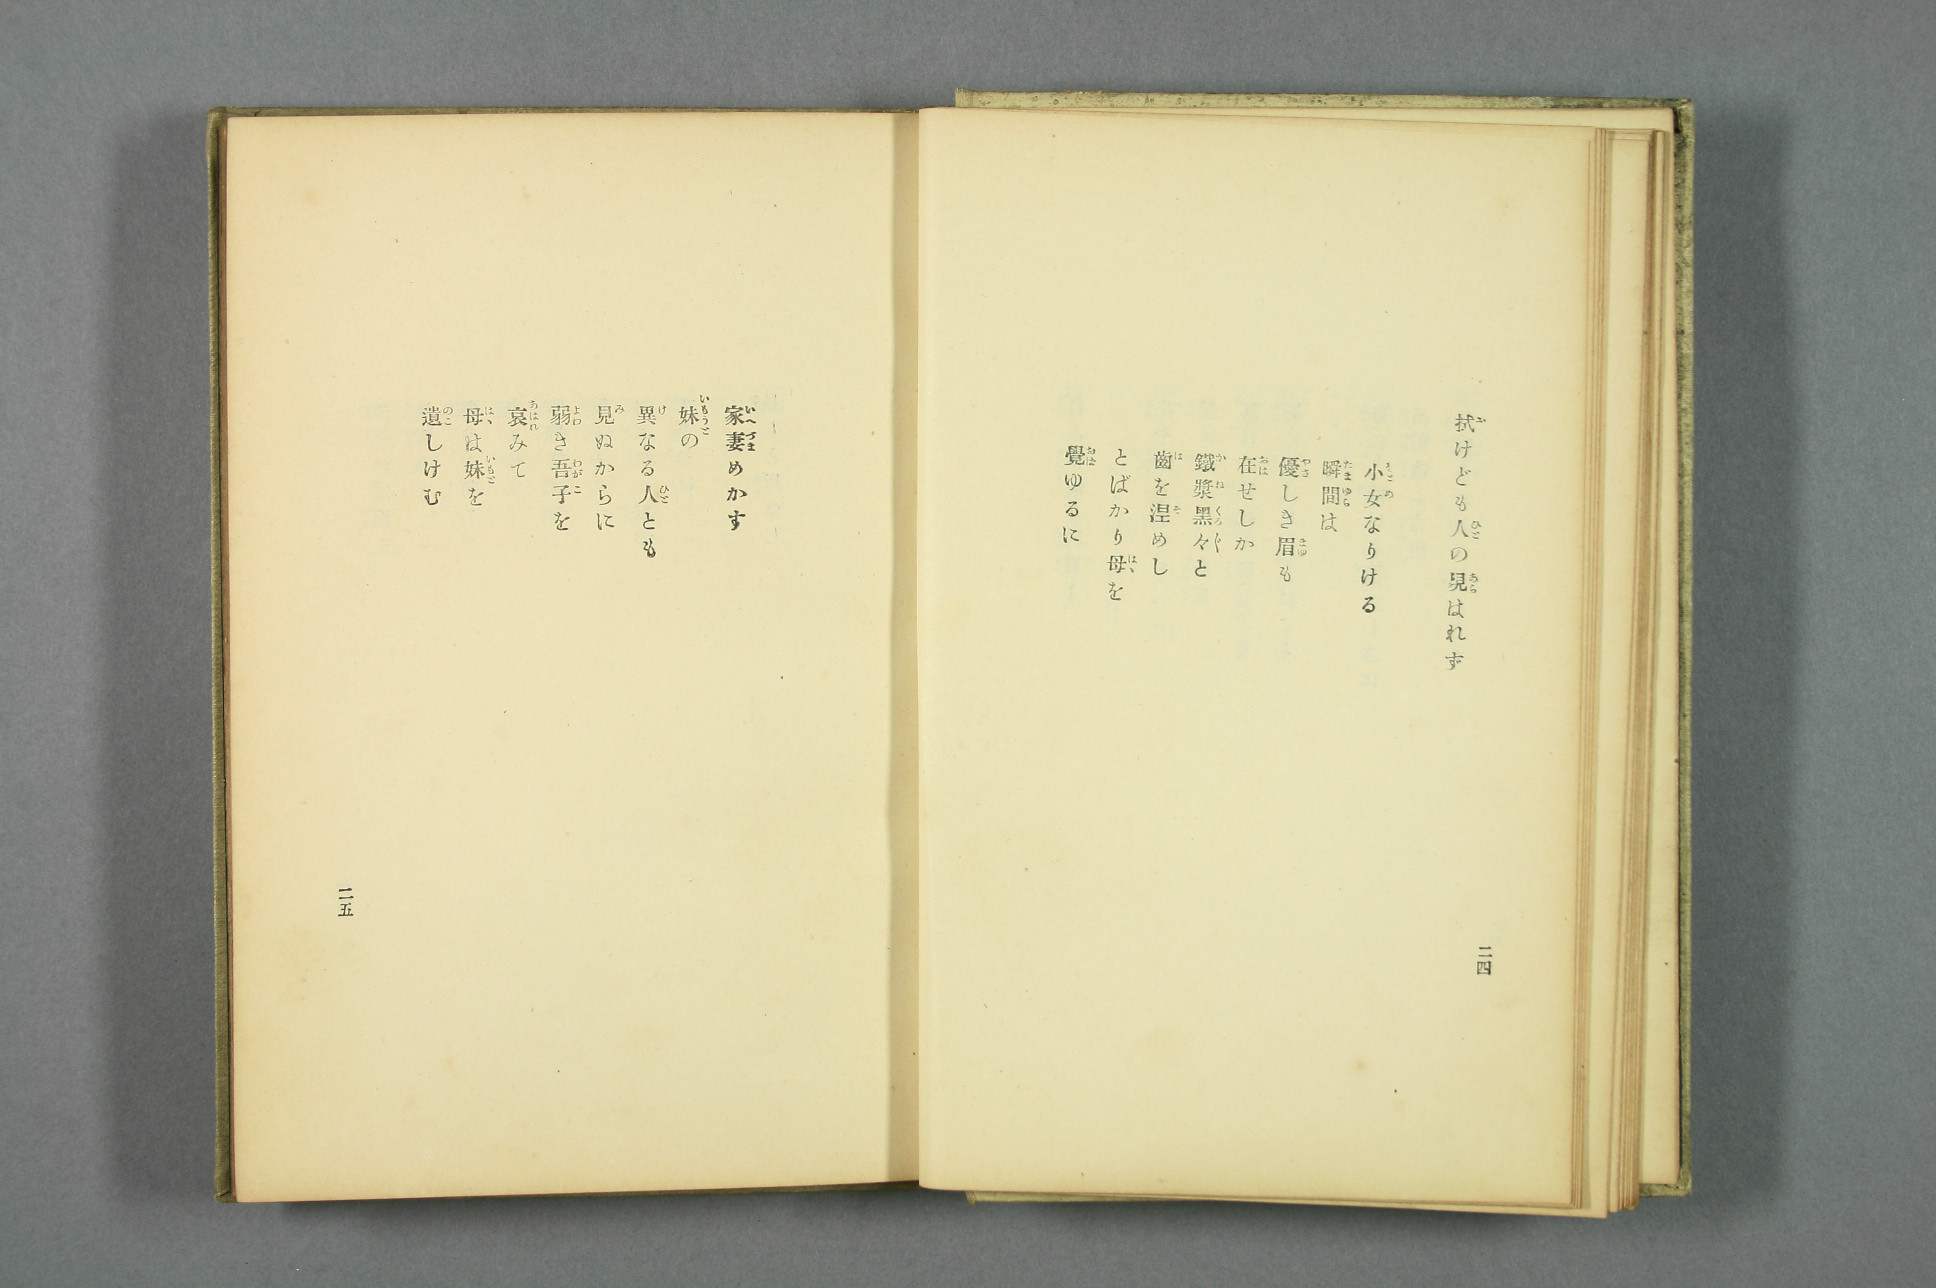 拭けども人の見はれず
小女なりける
瞬間は
優しき眉も
在せしか
鐵漿黑々と
齒を涅めし
とばかり母を
覺ゆるに
二四
家妻めかす
妹の
異なる人とも
見ぬからに
弱き吾子を
哀みて
母は妹を
遺しけむ
二五